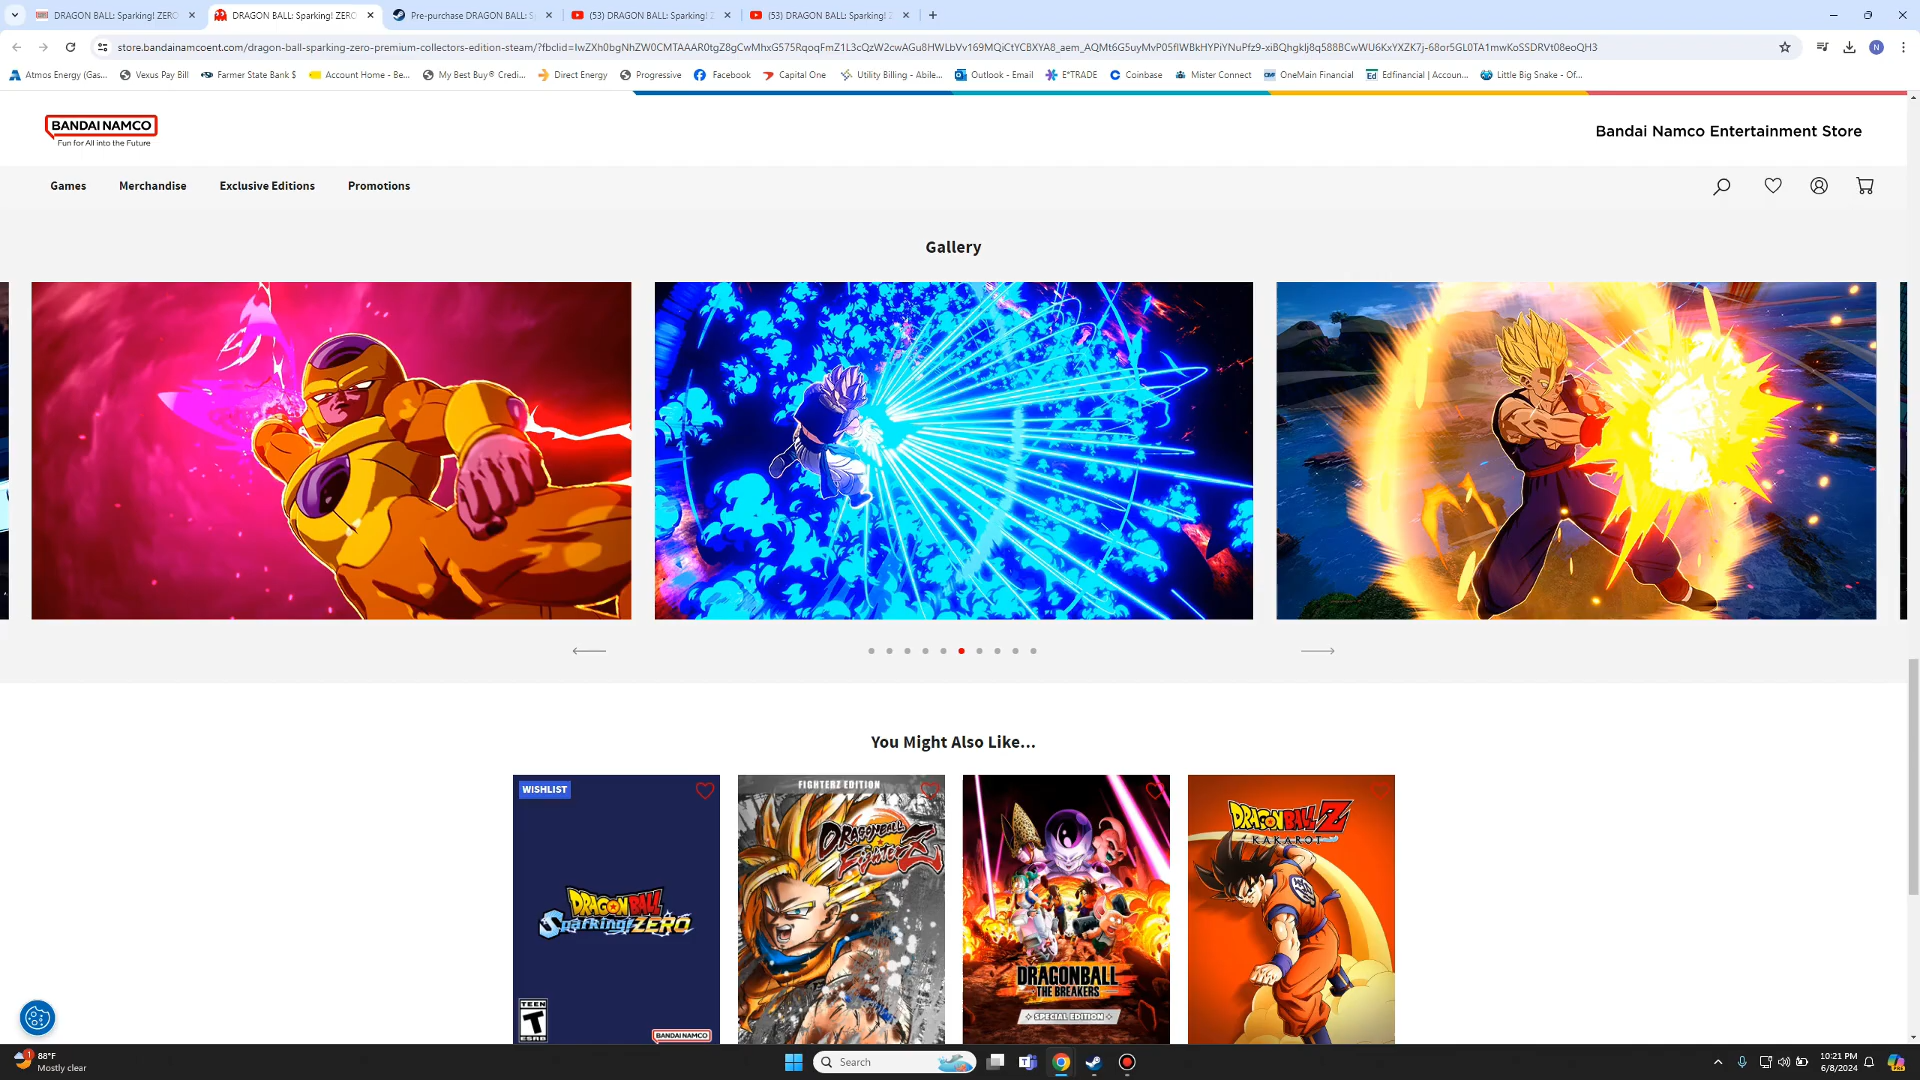 DRAGON BALL: Sparking! ZERO
DRAGON BALL: Sparking! ZERO
Pre-purchase DRAGON BALL: S
(53) DRAGON BALL: Sparking! Z
(53) DRAGON BALL: Sparking! Z
store.bandainamcoent.com/dragon-ball-sparking-zero-premium-collectors-edition-steam/?fbclid=
N
Atmos Energy (Gas...
Vexus Pay Bill
Farmer State Bank $
Account Home - Be...
My Best Buy® Credi...
Direct Energy
Progressive
Facebook
Capital One
Utility Billing - Abile...
Outlook - Email
E*TRADE
Coinbase
Mister Connect
OneMain Financial
Edfinancial | Accoun...
Little Big Snake - Of...
BANDAI NAMCO
Fun for All into the Future
Bandai Namco Entertainment Store
Games
Merchandise
Exclusive Editions
Promotions
Gallery
You Might Also Like...
WISHLIST
DRAGON BALL
Sparking! ZERO
TEEN
T
ESRB
BANDAI NAMCO
FIGHTERZ EDITION
DRAGONBALL
FighterZ
DRAGONBALL
THE BREAKERS
SPECIAL EDITION
DRAGONBALL Z
KAKAROT
1
88°F
Mostly clear
Search
10:21 PM
6/8/2024